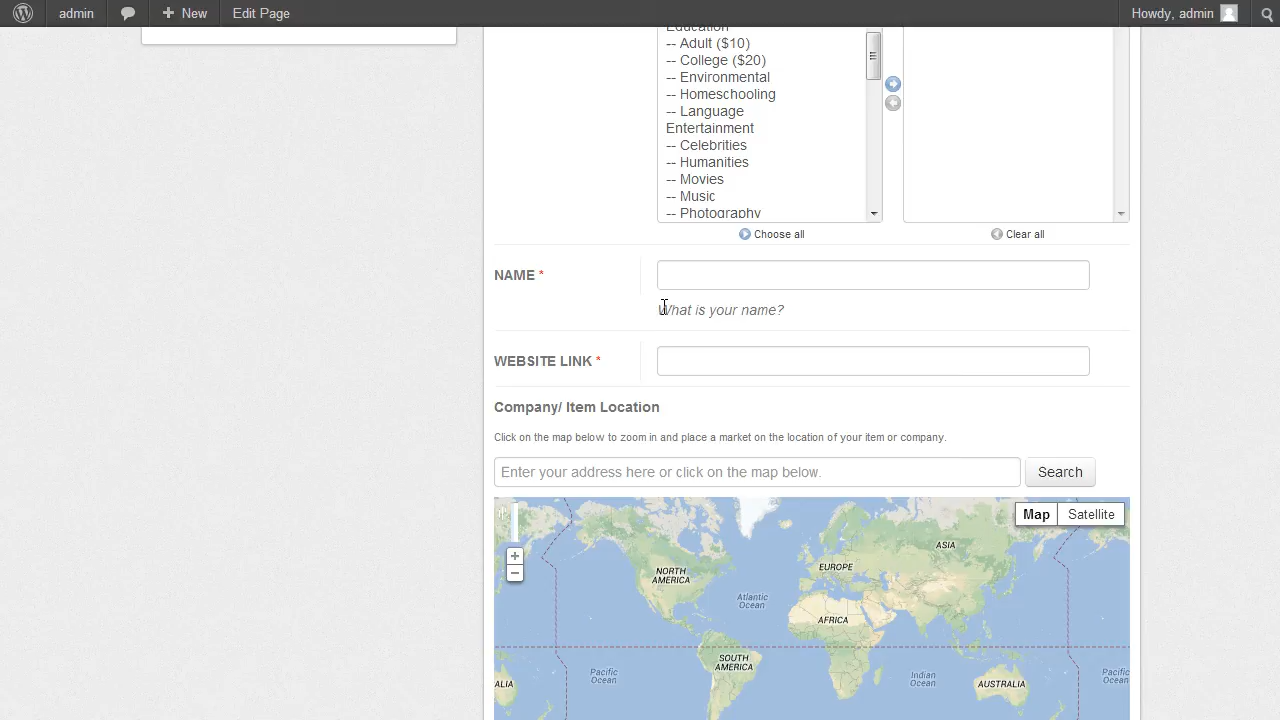 admin
New
Edit Page
Howdy, admin
Education
-- Adult ($10)
-- College ($20)
-- Environmental
-- Homeschooling
-- Language
Entertainment
-- Celebrities
-- Humanities
-- Movies
-- Music
-- Photography
Choose all
Clear all
NAME *
What is your name?
WEBSITE LINK *
Company/ Item Location
Click on the map below to zoom in and place a market on the location of your item or company.
Enter your address here or click on the map below.
Search
Map
Satellite
+
−
ASIA
EUROPE
NORTH
AMERICA
Atlantic
Ocean
AFRICA
SOUTH
AMERICA
Pacific
Ocean
Indian
Ocean
Pacific
Ocean
ALIA
AUSTRALIA